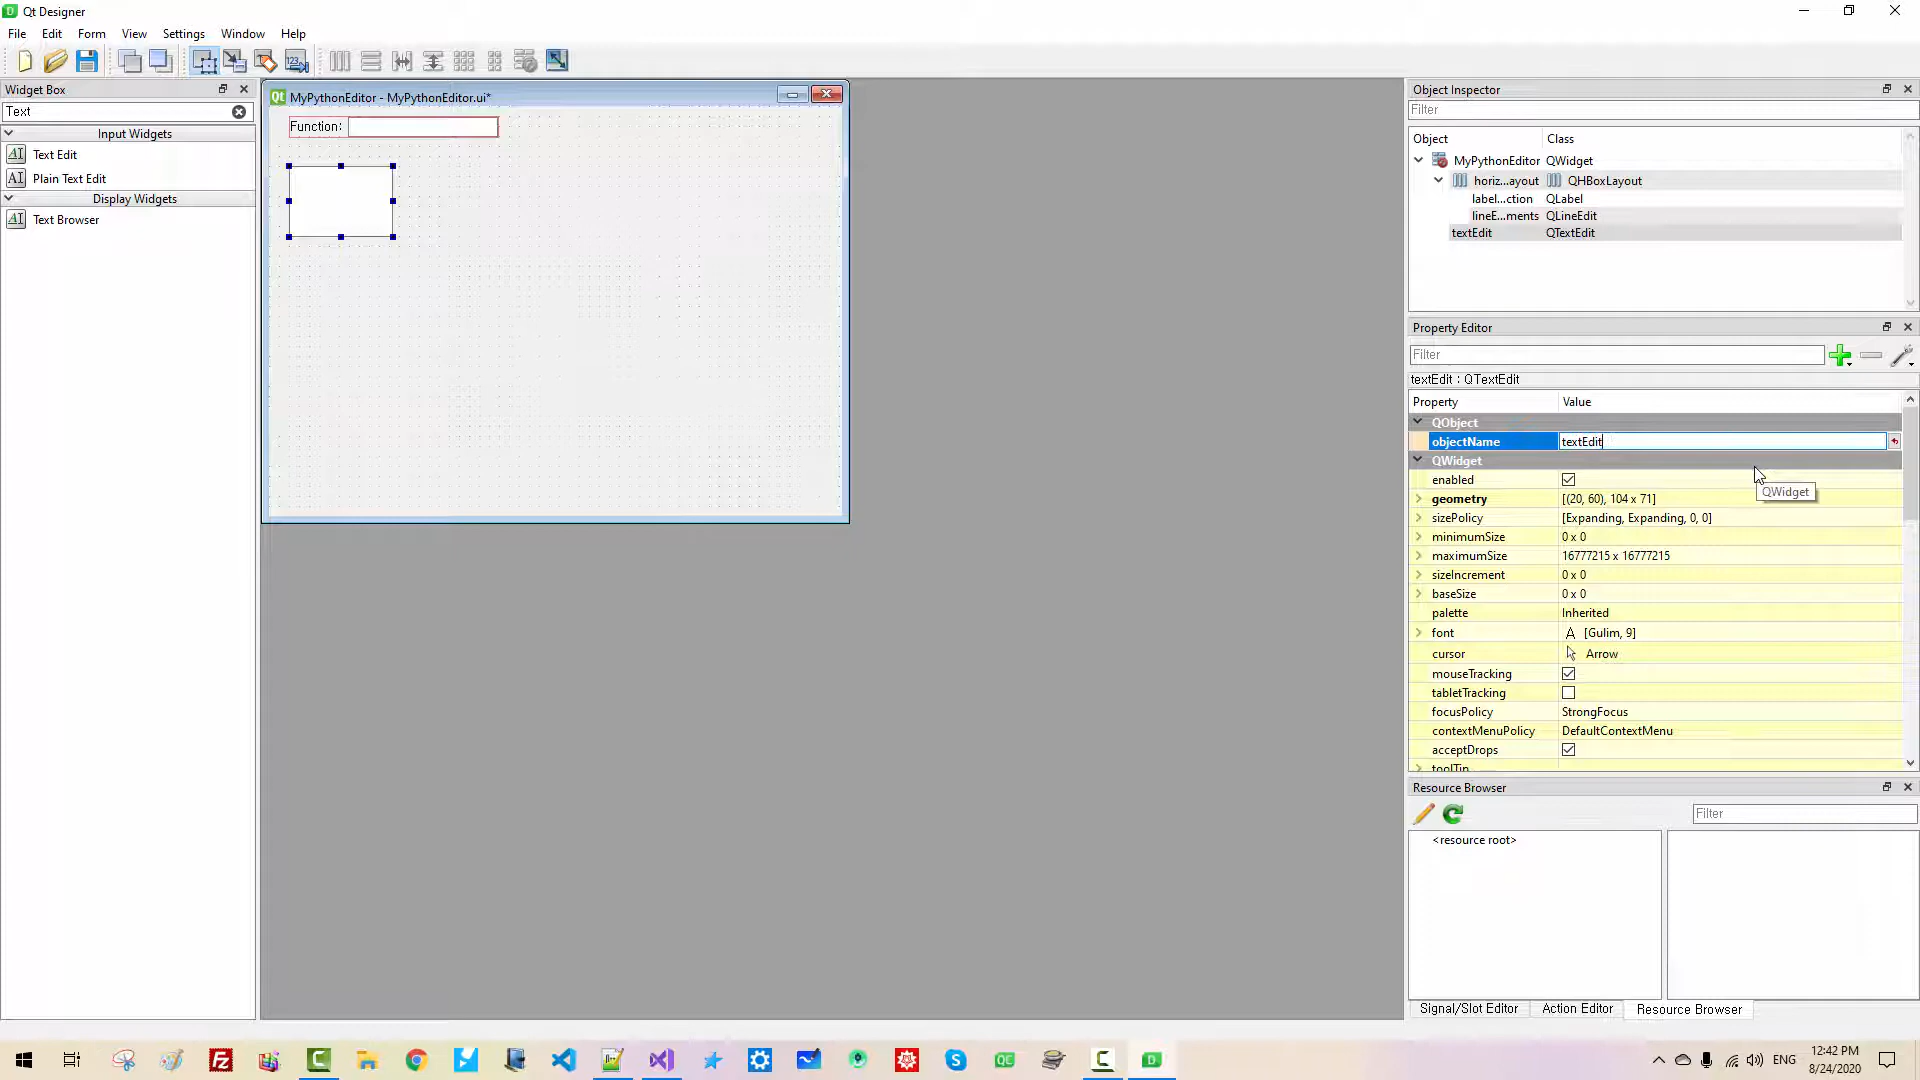 Qt Designer
File Edit Form View Settings Window Help
Widget Box
Text
Input Widgets
Text Edit
Plain Text Edit
Display Widgets
Text Browser
MyPythonEditor - MyPythonEditor.ui*
Function:
Object Inspector
Filter
Object Class
MyPythonEditor QWidget
horiz...ayout QHBoxLayout
label...ction QLabel
lineE...ments QLineEdit
textEdit QTextEdit
Property Editor
Filter
textEdit : QTextEdit
Property Value
QObject
objectName textEdit
QWidget
enabled
QWidget
geometry [(20, 60), 104 x 71]
sizePolicy [Expanding, Expanding, 0, 0]
minimumSize 0 x 0
maximumSize 16777215 x 16777215
sizeIncrement 0 x 0
baseSize 0 x 0
palette Inherited
font A [Gulim, 9]
cursor Arrow
mouseTracking
tabletTracking
focusPolicy StrongFocus
contextMenuPolicy DefaultContextMenu
acceptDrops
toolTip
Resource Browser
Filter
<resource root>
Signal/Slot Editor Action Editor Resource Browser
ENG
12:42 PM
8/24/2020